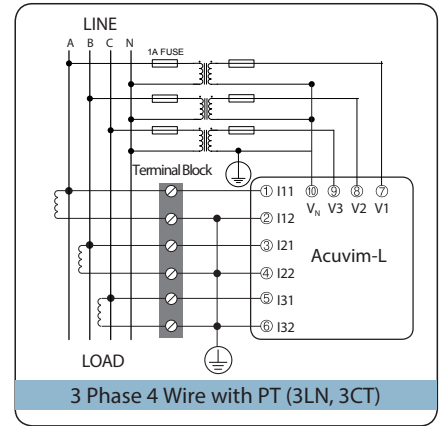 LINE
A B C N
1A FUSE
Terminal Block
① I11
② I12
③ I21
④ I22
⑤ I31
⑥ I32
⑩ ⑨ ⑧ ⑦
VN V3 V2 V1
Acuvim-L
LOAD
3 Phase 4 Wire with PT (3LN, 3CT)